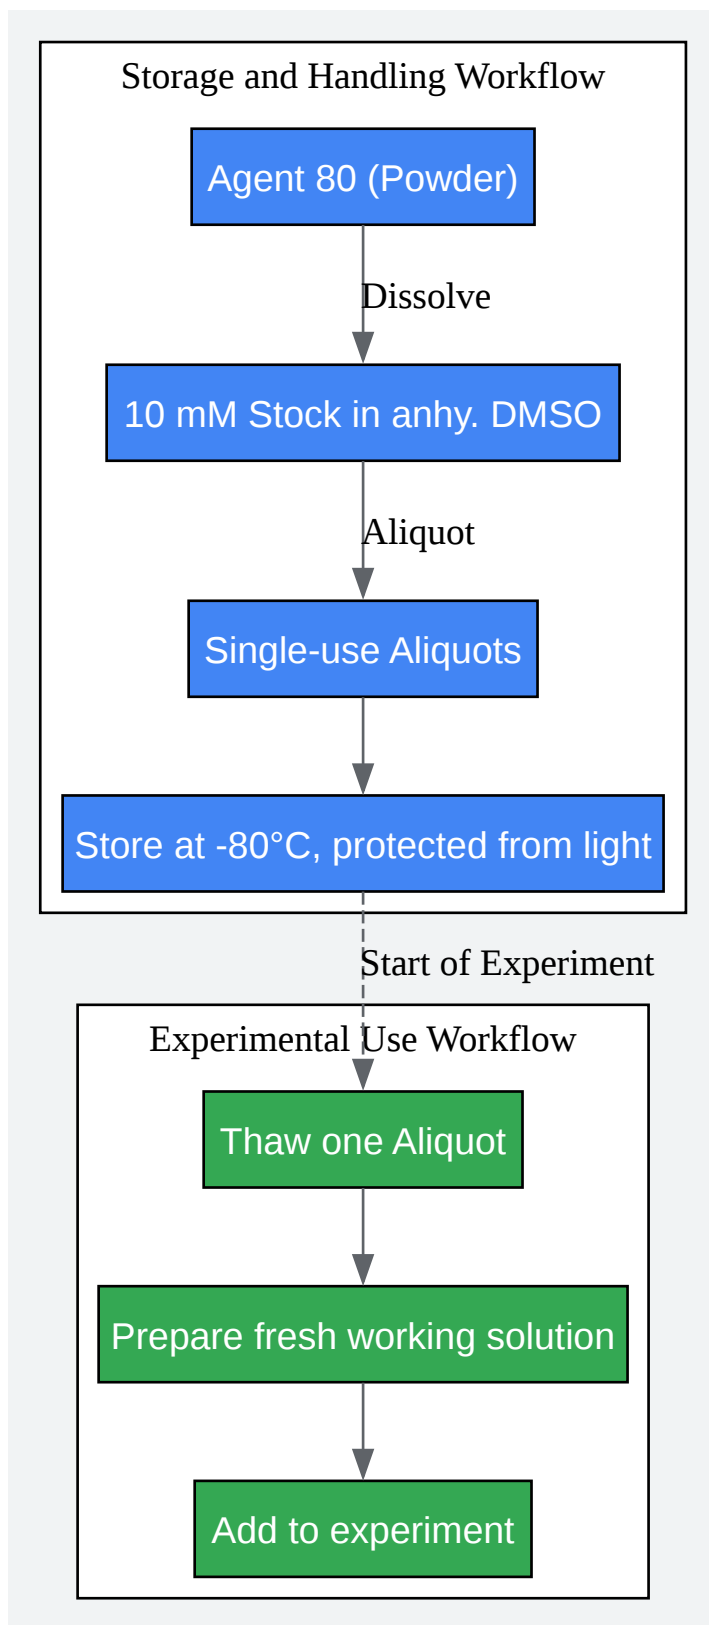 Storage and Handling Workflow
Agent 80 (Powder)
Dissolve
10 mM Stock in anhy. DMSO
Aliquot
Single-use Aliquots
Store at -80°C, protected from light
Start of Experiment
Experimental Use Workflow
Thaw one Aliquot
Prepare fresh working solution
Add to experiment